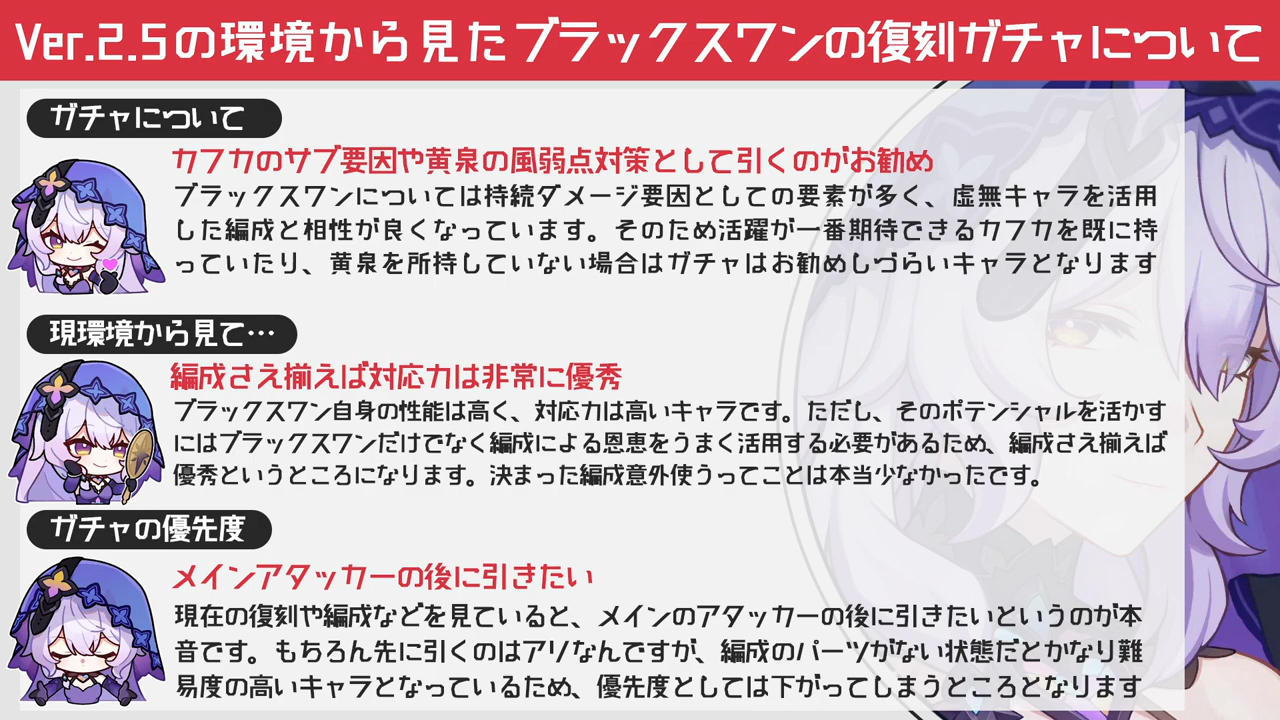 Ver.2.5の環境から見たブラックスワンの復刻ガチャについて
ガチャについて
カフカのサブ要因や黄泉の風弱点対策として引くのがお勧め
ブラックスワンについては持続ダメージ要因としての要素が多く、虚無キャラを活用
した編成と相性が良くなっています。そのため活躍が一番期待できるカフカを既に持
っていたり、黄泉を所持していない場合はガチャはお勧めしづらいキャラとなります
現環境から見て…
編成さえ揃えば対応力は非常に優秀
ブラックスワン自身の性能は高く、対応力は高いキャラです。ただし、そのポテンシャルを活かす
にはブラックスワンだけでなく編成による恩恵をうまく活用する必要があるため、編成さえ揃えば
優秀というところになります。決まった編成意外使うってことは本当少なかったです。
ガチャの優先度
メインアタッカーの後に引きたい
現在の復刻や編成などを見ていると、メインのアタッカーの後に引きたいというのが本
音です。もちろん先に引くのはアリなんですが、編成のパーツがない状態だとかなり難
易度の高いキャラとなっているため、優先度としては下がってしまうところとなります